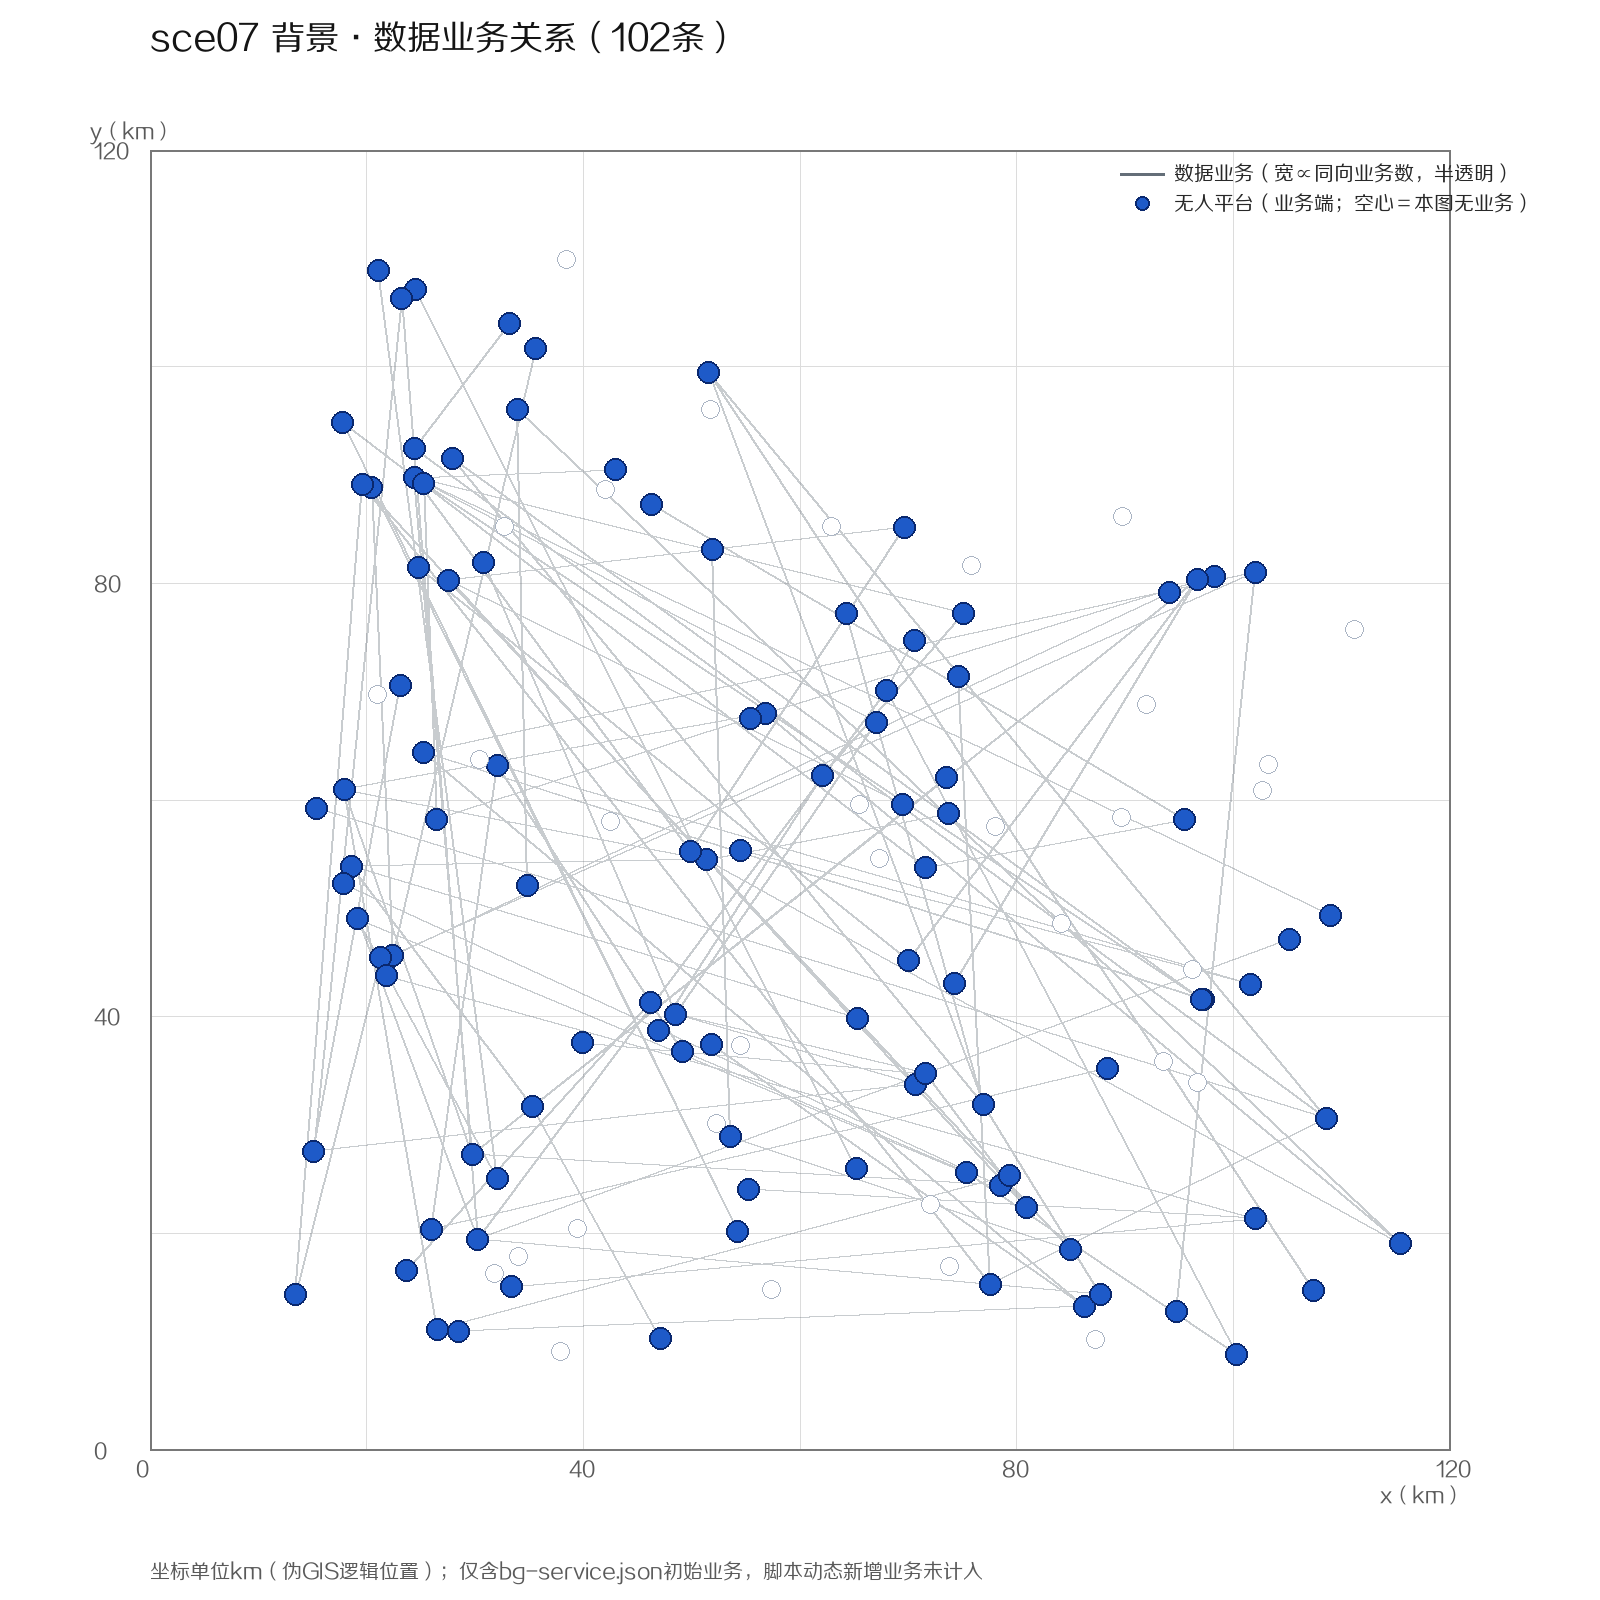 sce07 背景 · 数据业务关系（102条）
y（km）
120
数据业务（宽∝同向业务数，半透明）
无人平台（业务端；空心＝本图无业务）
80
40
0
0
40
80
120
x（km）
坐标单位km（伪GIS逻辑位置）；仅含bg-service.json初始业务，脚本动态新增业务未计入